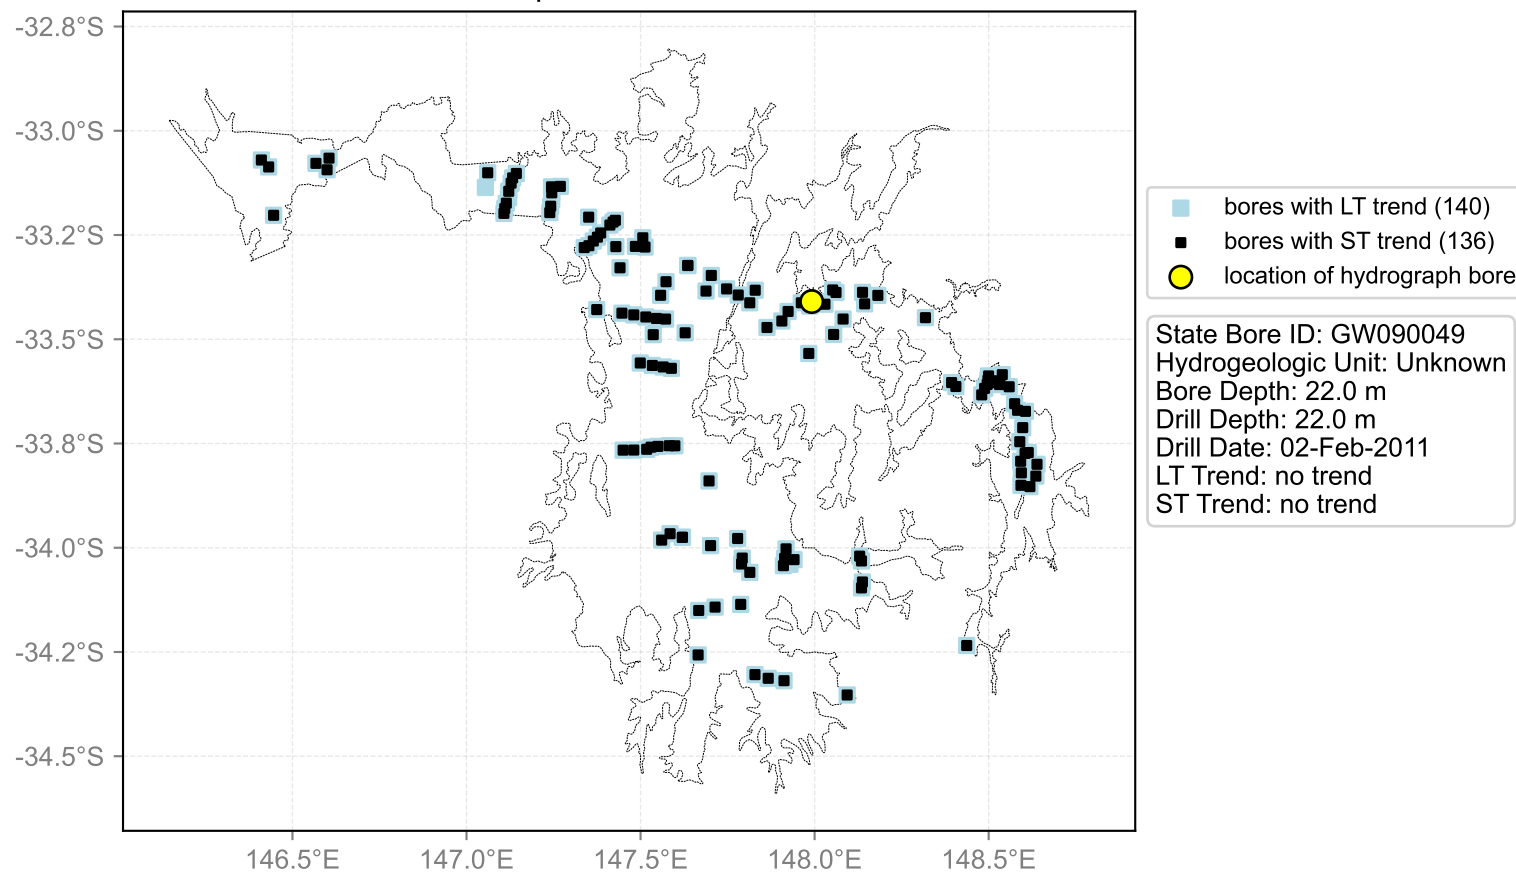 -32.8°S
-33.0°S
-33.2°S
-33.5°S
-33.8°S
-34.0°S
-34.2°S
-34.5°S
146.5°E
147.0°E
147.5°E
148.0°E
148.5°E
bores with LT trend (140)
bores with ST trend (136)
location of hydrograph bore
State Bore ID: GW090049
Hydrogeologic Unit: Unknown
Bore Depth: 22.0 m
Drill Depth: 22.0 m
Drill Date: 02-Feb-2011
LT Trend: no trend
ST Trend: no trend